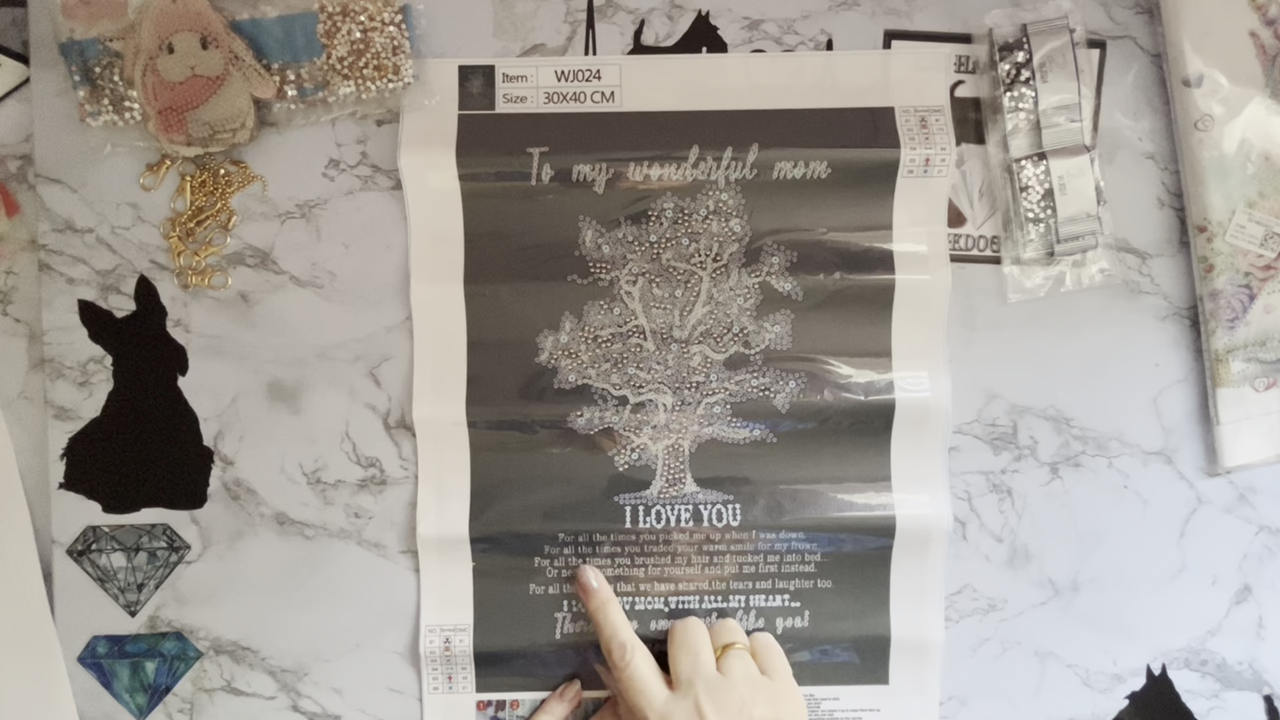 Item : WJ024
Size : 30X40 CM
To my wonderful mom
I LOVE YOU
For all the times you picked me up when I was down.
For all the times you traded your warm smile for my frown
For all the times you brushed my hair and tucked me into bed...
Or something for yourself and put me first instead.
For all that we have shared,the tears and laughter too.
I YOU MOM,WITH ALL MY HEART...
like you!